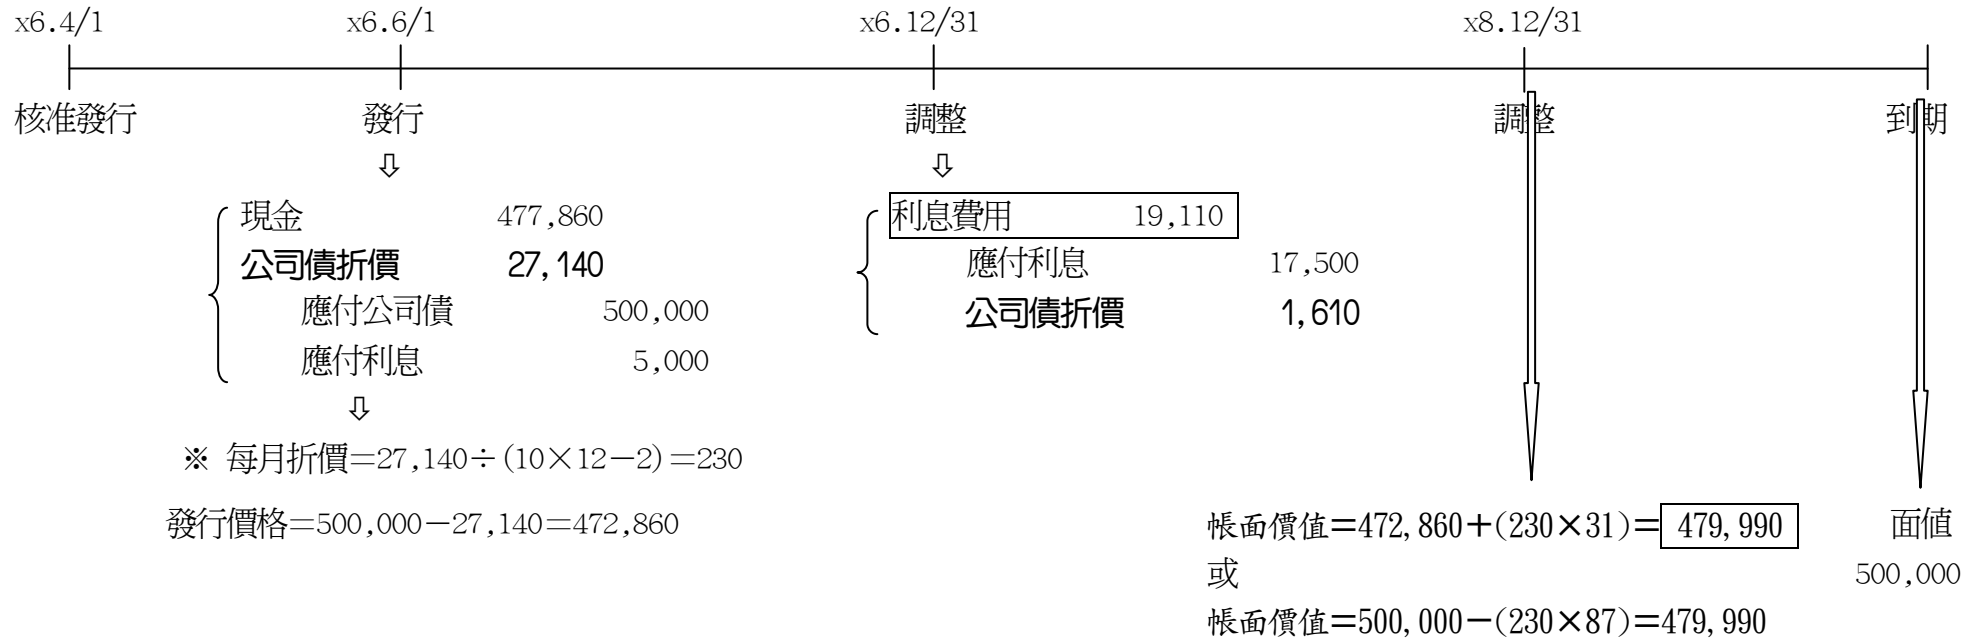 x6.4/1 x6.6/1 x6.12/31 x8.12/31
核准發行 發行 調整 調整 到期
⇩ ⇩
現金 477,860 利息費用 19,110
公司債折價 27,140 應付利息 17,500
應付公司債 500,000 公司債折價 1,610
應付利息 5,000
⇩
※ 每月折價＝27,140÷(10×12－2)＝230
發行價格＝500,000－27,140＝472,860 帳面價值＝472,860＋(230×31)＝ 479,990 面值
或 500,000
帳面價值＝500,000－(230×87)＝479,990